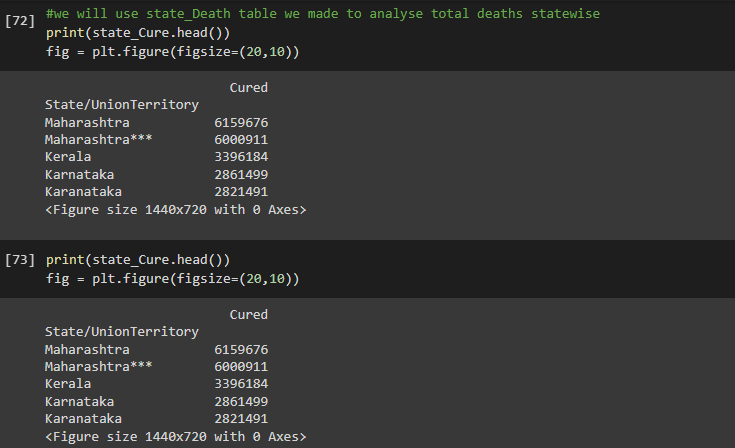 [72] #we will use state_Death table we made to analyse total deaths statewise
print(state_Cure.head())
fig = plt.figure(figsize=(20,10))
Cured
State/UnionTerritory
Maharashtra 6159676
Maharashtra*** 6000911
Kerala 3396184
Karnataka 2861499
Karanataka 2821491
<Figure size 1440x720 with 0 Axes>
[73] print(state_Cure.head())
fig = plt.figure(figsize=(20,10))
Cured
State/UnionTerritory
Maharashtra 6159676
Maharashtra*** 6000911
Kerala 3396184
Karnataka 2861499
Karanataka 2821491
<Figure size 1440x720 with 0 Axes>